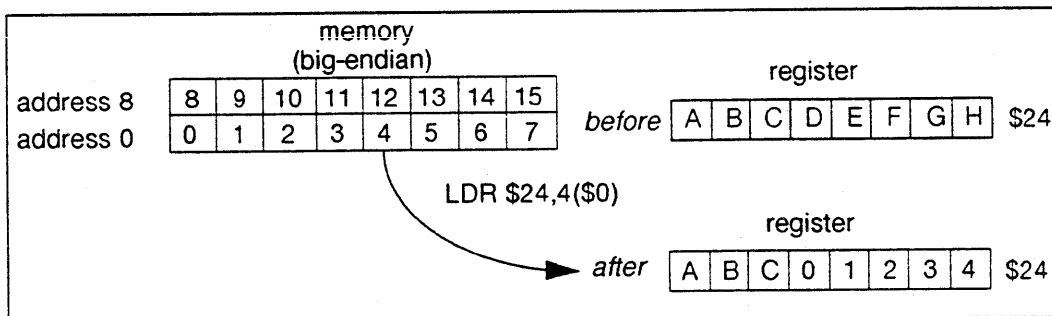 memory
(big-endian)
address 8 8 9 10 11 12 13 14 15
address 0 0 1 2 3 4 5 6 7
register
before A B C D E F G H $24
LDR $24,4($0)
register
after A B C 0 1 2 3 4 $24